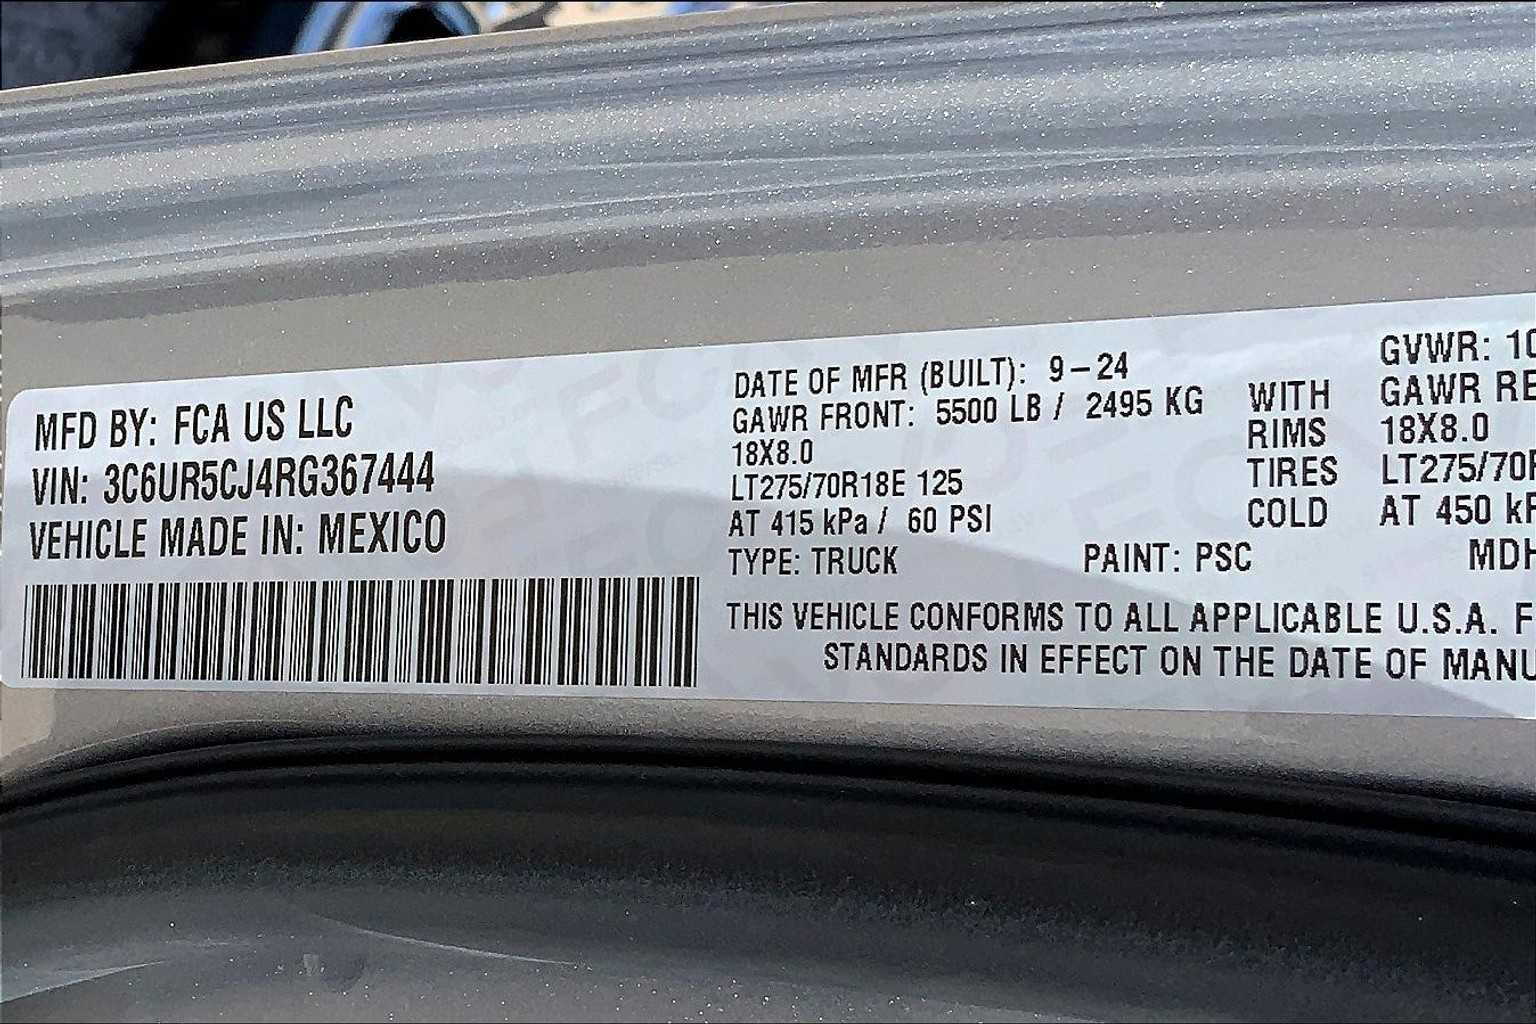 MFD BY: FCA US LLC
VIN: 3C6UR5CJ4RG367444
VEHICLE MADE IN: MEXICO
DATE OF MFR (BUILT): 9-24
GAWR FRONT: 5500 LB / 2495 KG
18X8.0
LT275/70R18E 125
AT 415 kPa / 60 PSI
TYPE: TRUCK
PAINT: PSC
WITH
RIMS
TIRES
COLD
GVWR: 10
GAWR RE
18X8.0
LT275/70R
AT 450 kP
MDH
THIS VEHICLE CONFORMS TO ALL APPLICABLE U.S.A. F
STANDARDS IN EFFECT ON THE DATE OF MANU